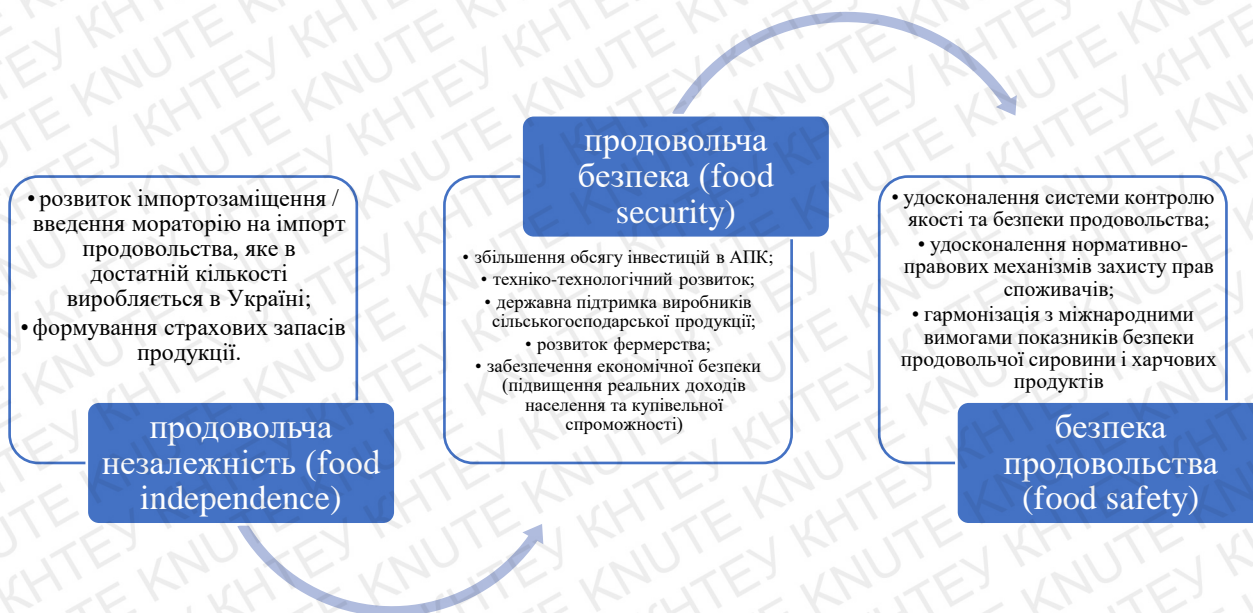 • розвиток імпортозаміщення /
введення мораторію на імпорт
продовольства, яке в
достатній кількості
виробляється в Україні;
• формування страхових запасів
продукції.
продовольча
незалежність (food
independence)
продовольча
безпека (food
security)
• збільшення обсягу інвестицій в АПК;
• техніко-технологічний розвиток;
• державна підтримка виробників
сільськогосподарської продукції;
• розвиток фермерства;
• забезпечення економічної безпеки
(підвищення реальних доходів
населення та купівельної
спроможності)
• удосконалення системи контролю
якості та безпеки продовольства;
• удосконалення нормативно-
правових механізмів захисту прав
споживачів;
• гармонізація з міжнародними
вимогами показників безпеки
продовольчої сировини і харчових
продуктів
безпека
продовольства
(food safety)